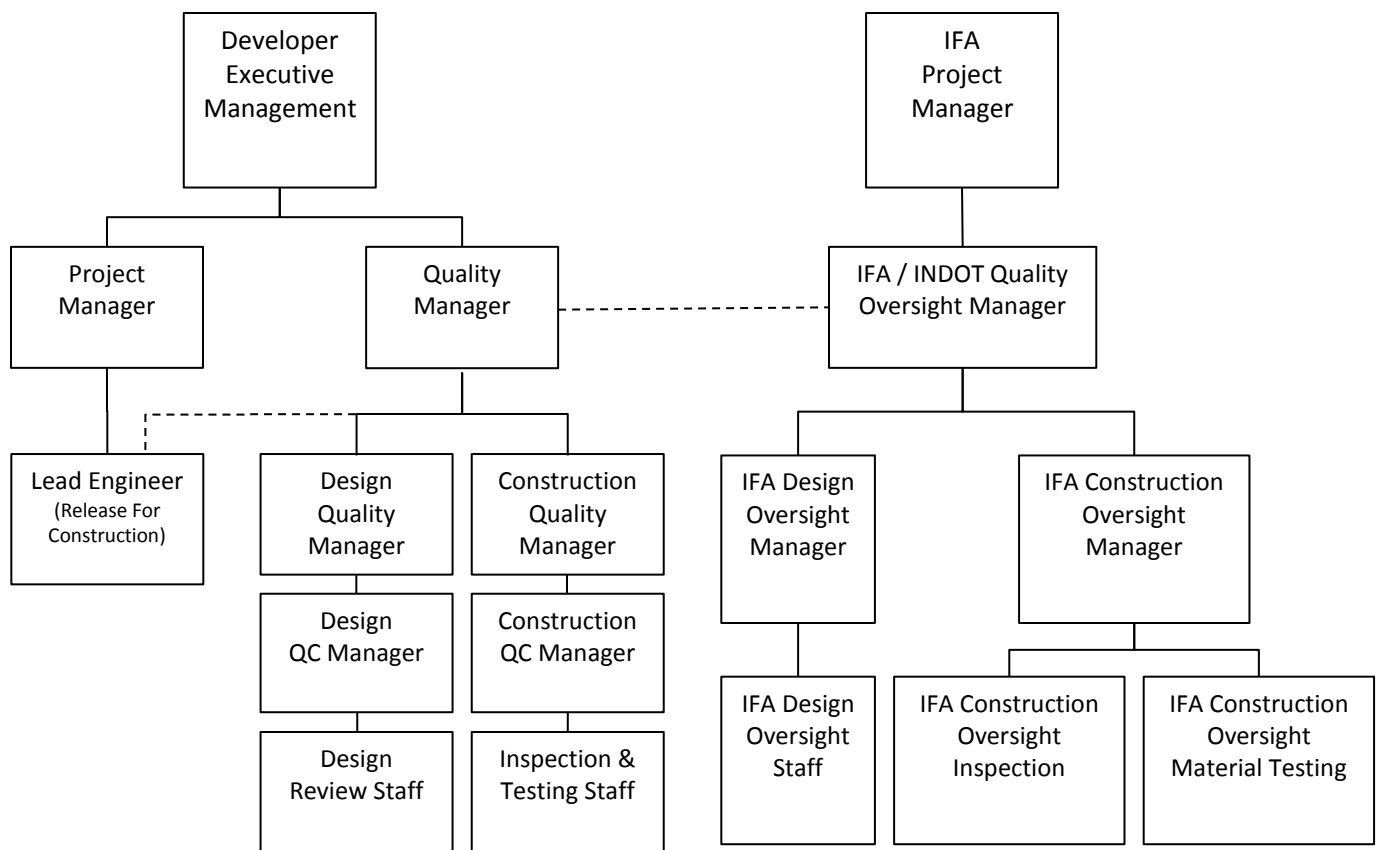 Developer
Executive
Management
IFA
Project
Manager
Project
Manager
Quality
Manager
IFA / INDOT Quality
Oversight Manager
Lead Engineer
(Release For
Construction)
Design
Quality
Manager
Construction
Quality
Manager
IFA Design
Oversight
Manager
IFA Construction
Oversight
Manager
Design
QC Manager
Construction
QC Manager
IFA Design
Oversight
Staff
IFA Construction
Oversight
Inspection
IFA Construction
Oversight
Material Testing
Design
Review Staff
Inspection &
Testing Staff